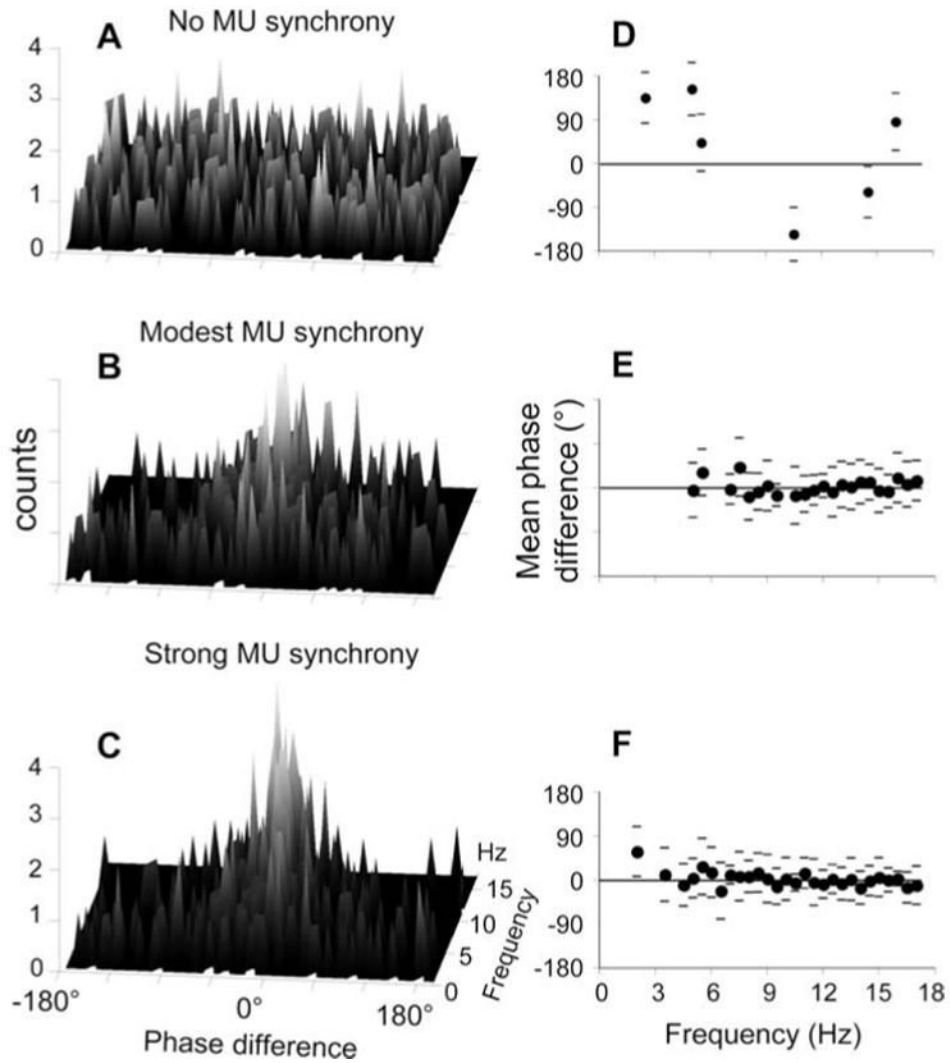 A
No MU synchrony
4
3
2
1
0
D
180
90
0
-90
-180
Modest MU synchrony
B
counts
E
Mean phase
difference (°)
Strong MU synchrony
C
4
3
2
1
0
Hz
15
10
5
0
Frequency
-180°
0°
180°
Phase difference
F
180
90
0
-90
-180
0 3 6 9 12 15 18
Frequency (Hz)